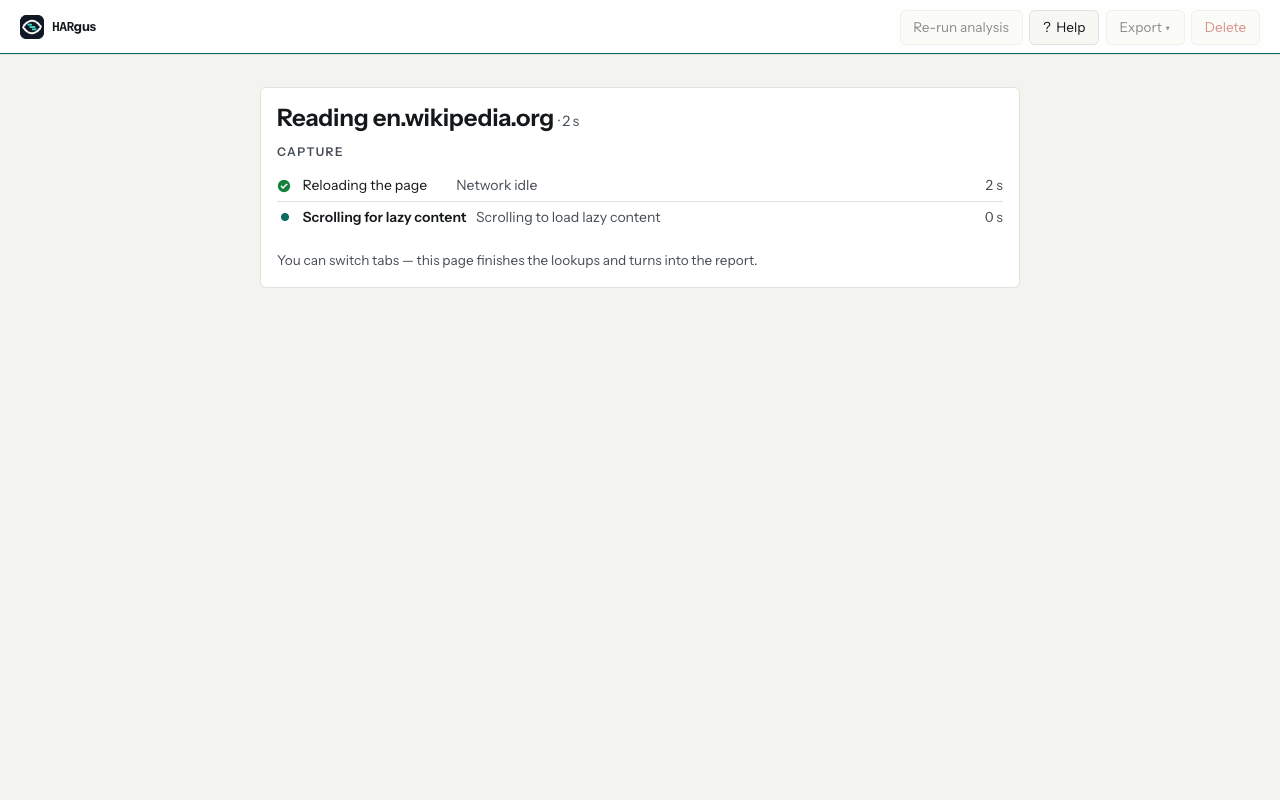 HARgus
Re-run analysis
? Help
Export ▾
Delete
Reading en.wikipedia.org · 2 s
CAPTURE
Reloading the page Network idle 2 s
Scrolling for lazy content Scrolling to load lazy content 0 s
You can switch tabs — this page finishes the lookups and turns into the report.